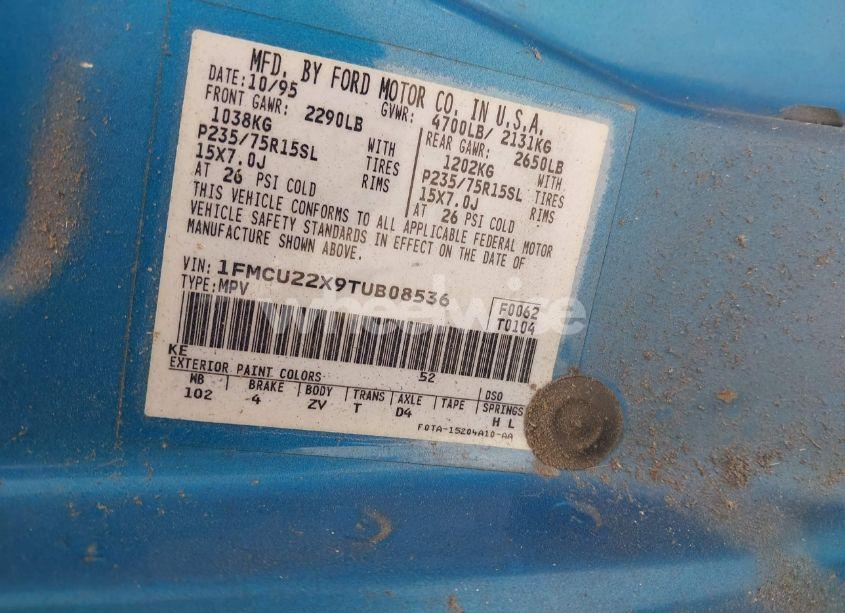 MFD. BY FORD MOTOR CO. IN U.S.A.
DATE: 10/95 GVWR: 4700LB/ 2131KG
FRONT GAWR: 2290LB REAR GAWR: 2650LB
1038KG WITH 1202KG WITH
P235/75R15SL TIRES P235/75R15SL TIRES
15X7.0J RIMS 15X7.0J RIMS
AT 26 PSI COLD AT 26 PSI COLD
THIS VEHICLE CONFORMS TO ALL APPLICABLE FEDERAL MOTOR
VEHICLE SAFETY STANDARDS IN EFFECT ON THE DATE OF
MANUFACTURE SHOWN ABOVE.
VIN: 1FMCU22X9TUB08536
TYPE: MPV
F0062
T0104
wheelwise
KE 52
EXTERIOR PAINT COLORS DSO
WB BRAKE BODY TRANS AXLE TAPE SPRINGS
102 4 ZV T D4 H L
F0TA-15204A10-AA